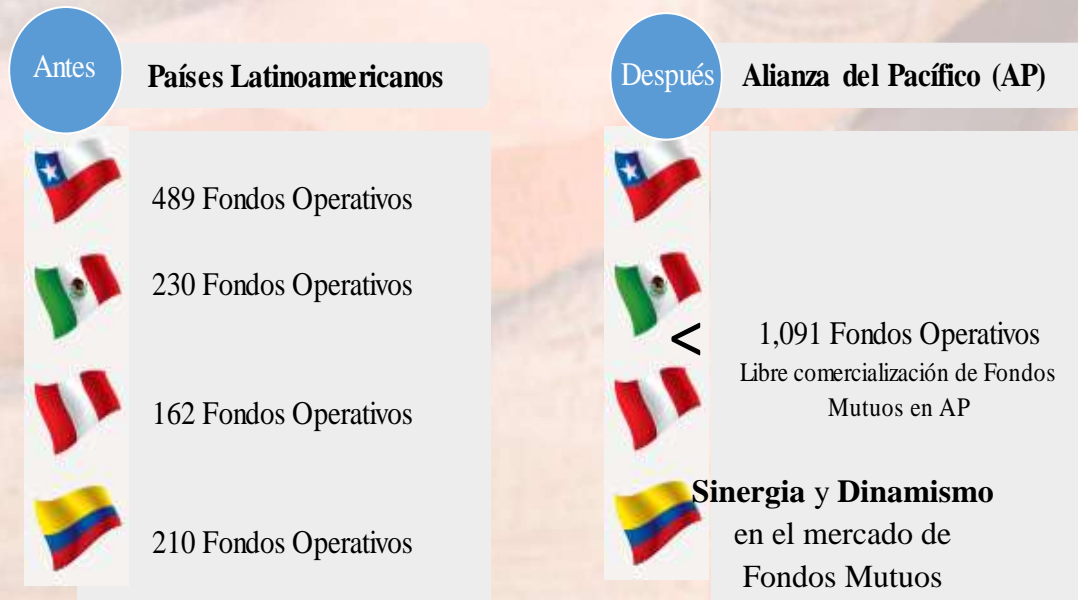 Antes
Países Latinoamericanos
489 Fondos Operativos
230 Fondos Operativos
162 Fondos Operativos
210 Fondos Operativos
Después
Alianza del Pacífico (AP)
<
1,091 Fondos Operativos
Libre comercialización de Fondos
Mutuos en AP
Sinergia y Dinamismo
en el mercado de
Fondos Mutuos